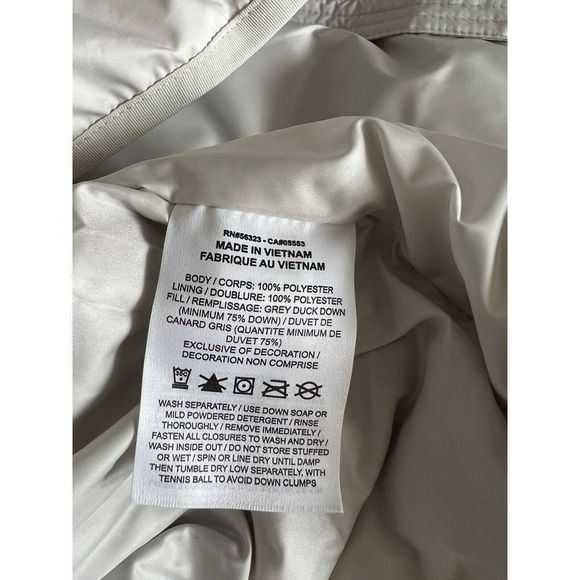 RN#56323 - CA#05553
MADE IN VIETNAM
FABRIQUE AU VIETNAM
BODY / CORPS: 100% POLYESTER
LINING / DOUBLURE: 100% POLYESTER
FILL / REMPLISSAGE: GREY DUCK DOWN
(MINIMUM 75% DOWN) / DUVET DE
CANARD GRIS (QUANTITE MINIMUM DE
DUVET 75%)
EXCLUSIVE OF DECORATION /
DECORATION NON COMPRISE
WASH SEPARATELY / USE DOWN SOAP OR
MILD POWDERED DETERGENT / RINSE
THOROUGHLY / REMOVE IMMEDIATELY /
FASTEN ALL CLOSURES TO WASH AND DRY /
WASH INSIDE OUT / DO NOT STORE STUFFED
OR WET / SPIN OR LINE DRY UNTIL DAMP
THEN TUMBLE DRY LOW SEPARATELY, WITH
TENNIS BALL TO AVOID DOWN CLUMPS